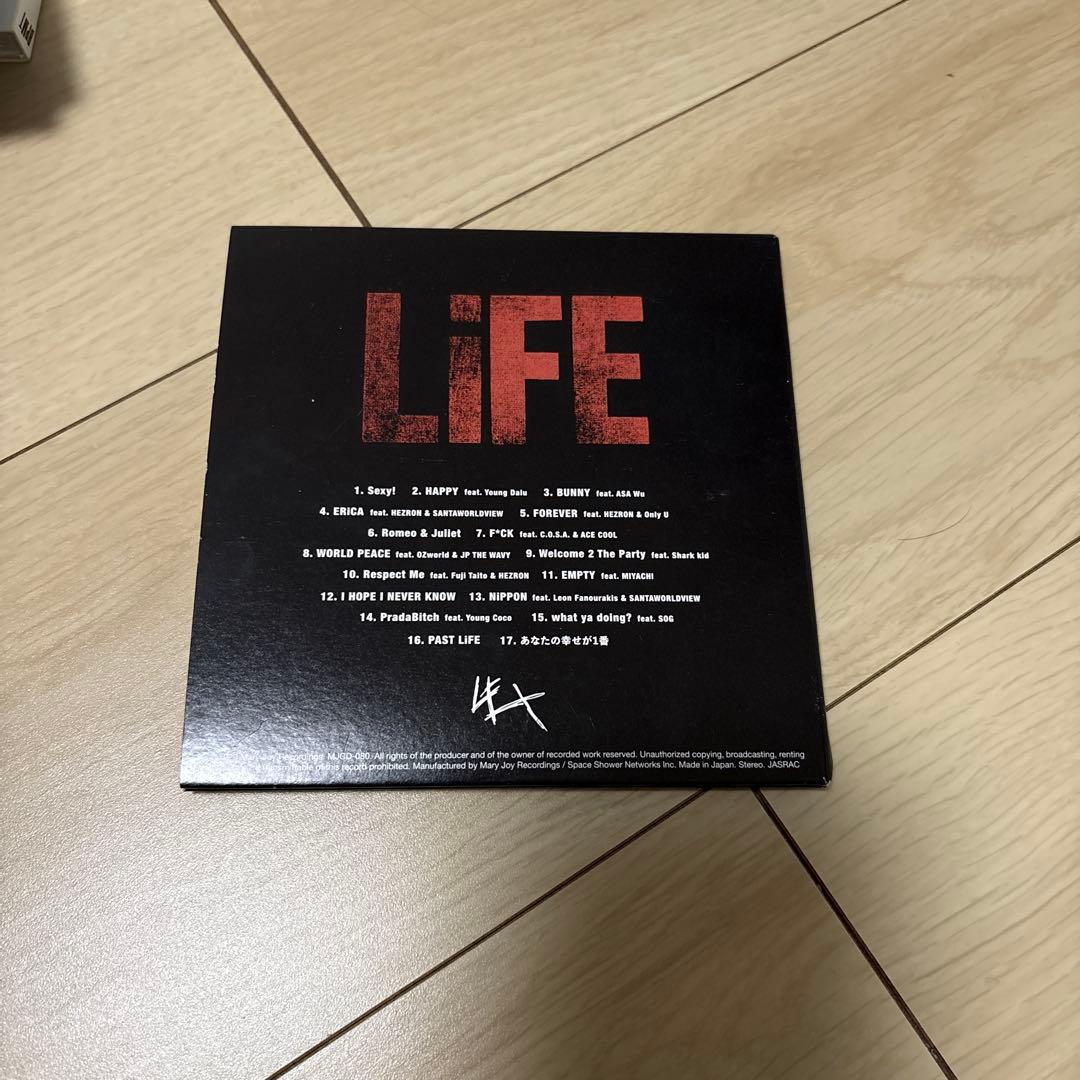 LiFE
1. Sexy! 2. HAPPY feat. Young Dalu 3. BUNNY feat. ASA Wu
4. ERiCA feat. HEZRON & SANTAWORLDVIEW 5. FOREVER feat. HEZRON & Only U
6. Romeo & Juliet 7. F*CK feat. C.O.S.A. & ACE COOL
8. WORLD PEACE feat. OZworld & JP THE WAVY 9. Welcome 2 The Party feat. Shark kid
10. Respect Me feat. Fuji Taito & HEZRON 11. EMPTY feat. MIYACHI
12. I HOPE I NEVER KNOW 13. NiPPON feat. Leon Fanourakis & SANTAWORLDVIEW
14. PradaBitch feat. Young Coco 15. what ya doing? feat. SOG
16. PAST LiFE 17. あなたの幸せが1番
LEX
Joy Recordings MJCD-080 All rights of the producer and of the owner of recorded work reserved. Unauthorized copying, broadcasting, renting
of this record prohibited. Manufactured by Mary Joy Recordings / Space Shower Networks Inc. Made in Japan. Stereo. JASRAC